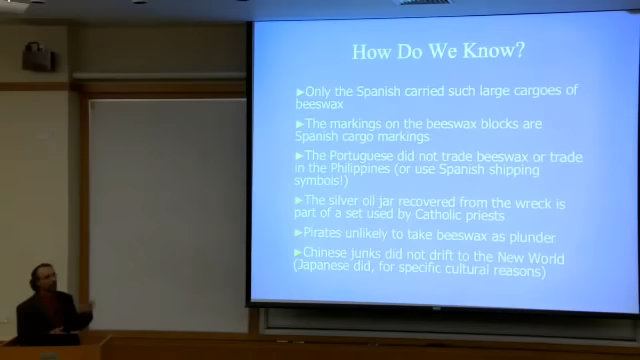 How Do We Know?
►Only the Spanish carried such large cargoes of
beeswax
►The markings on the beeswax blocks are
Spanish cargo markings
►The Portuguese did not trade beeswax or trade
in the Philippines (or use Spanish shipping
symbols!)
►The silver oil jar recovered from the wreck is
part of a set used by Catholic priests
►Pirates unlikely to take beeswax as plunder
►Chinese junks did not drift to the New World
(Japanese did, for specific cultural reasons)